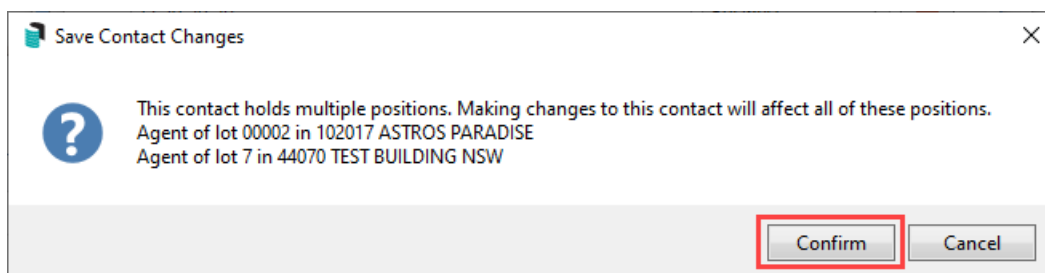 Save Contact Changes
This contact holds multiple positions. Making changes to this contact will affect all of these positions.
Agent of lot 00002 in 102017 ASTROS PARADISE
Agent of lot 7 in 44070 TEST BUILDING NSW
Confirm
Cancel